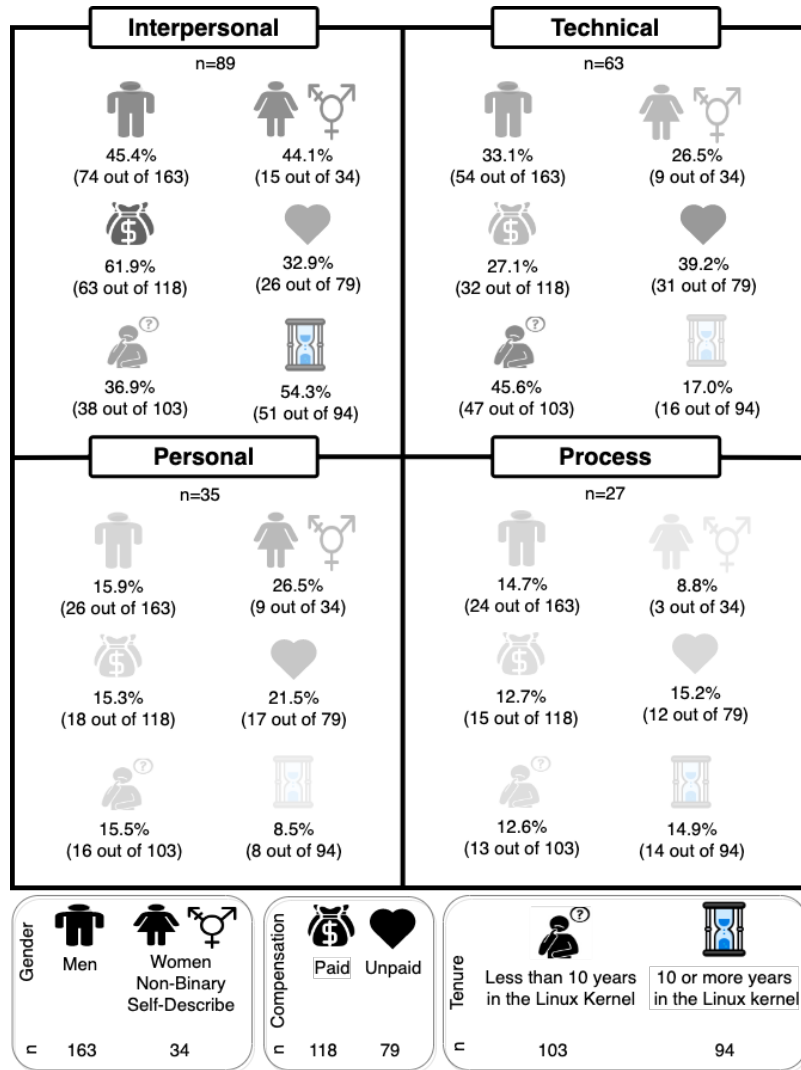 Interpersonal
n=89
45.4%
(74 out of 163)
44.1%
(15 out of 34)
$
61.9%
(63 out of 118)
32.9%
(26 out of 79)
?
36.9%
(38 out of 103)
54.3%
(51 out of 94)
Technical
n=63
33.1%
(54 out of 163)
26.5%
(9 out of 34)
$
27.1%
(32 out of 118)
39.2%
(31 out of 79)
?
45.6%
(47 out of 103)
17.0%
(16 out of 94)
Personal
n=35
15.9%
(26 out of 163)
26.5%
(9 out of 34)
$
15.3%
(18 out of 118)
21.5%
(17 out of 79)
?
15.5%
(16 out of 103)
8.5%
(8 out of 94)
Process
n=27
14.7%
(24 out of 163)
8.8%
(3 out of 34)
$
12.7%
(15 out of 118)
15.2%
(12 out of 79)
?
12.6%
(13 out of 103)
14.9%
(14 out of 94)
Gender
Men
Women
Non-Binary
Self-Describe
n
163
34
Compensation
$
Paid
Unpaid
n
118
79
Tenure
?
Less than 10 years
in the Linux Kernel
10 or more years
in the Linux kernel
n
103
94